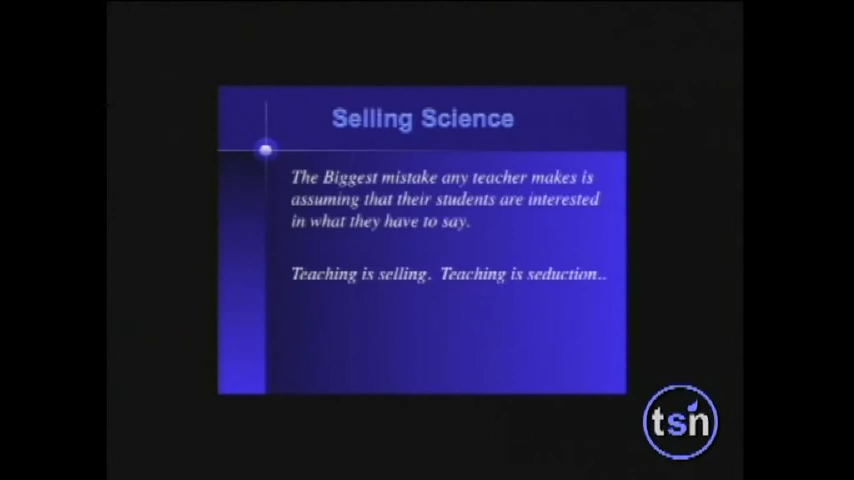 Selling Science
The Biggest mistake any teacher makes is
assuming that their students are interested
in what they have to say.
Teaching is selling. Teaching is seduction..
tsn